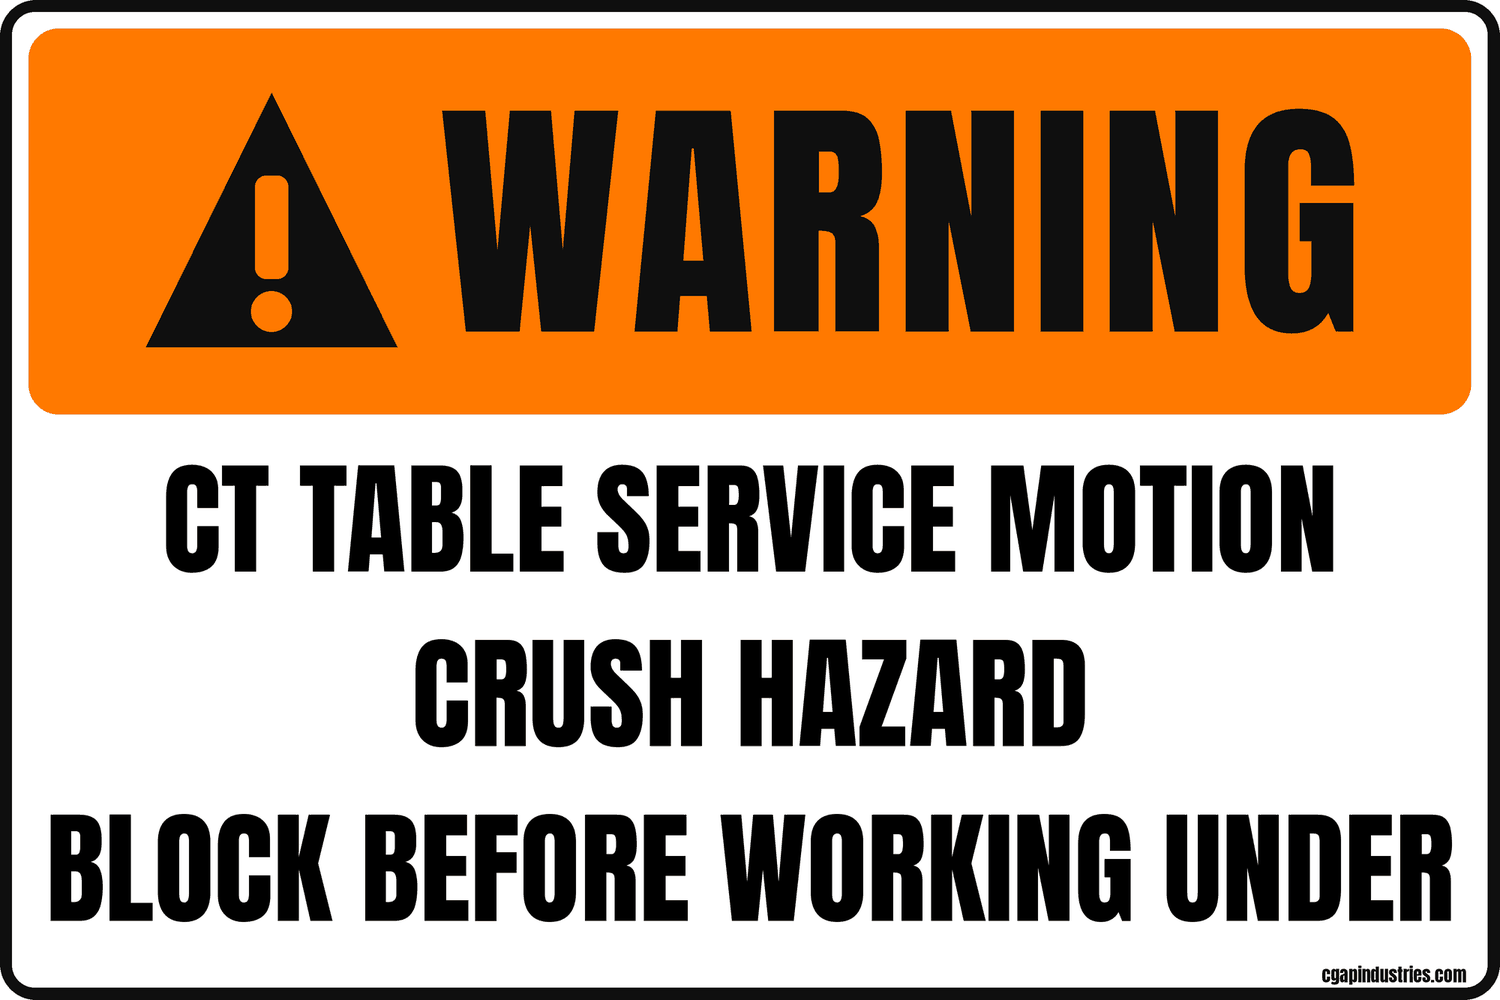 WARNING
CT TABLE SERVICE MOTION
CRUSH HAZARD
BLOCK BEFORE WORKING UNDER
cgapindustries.com